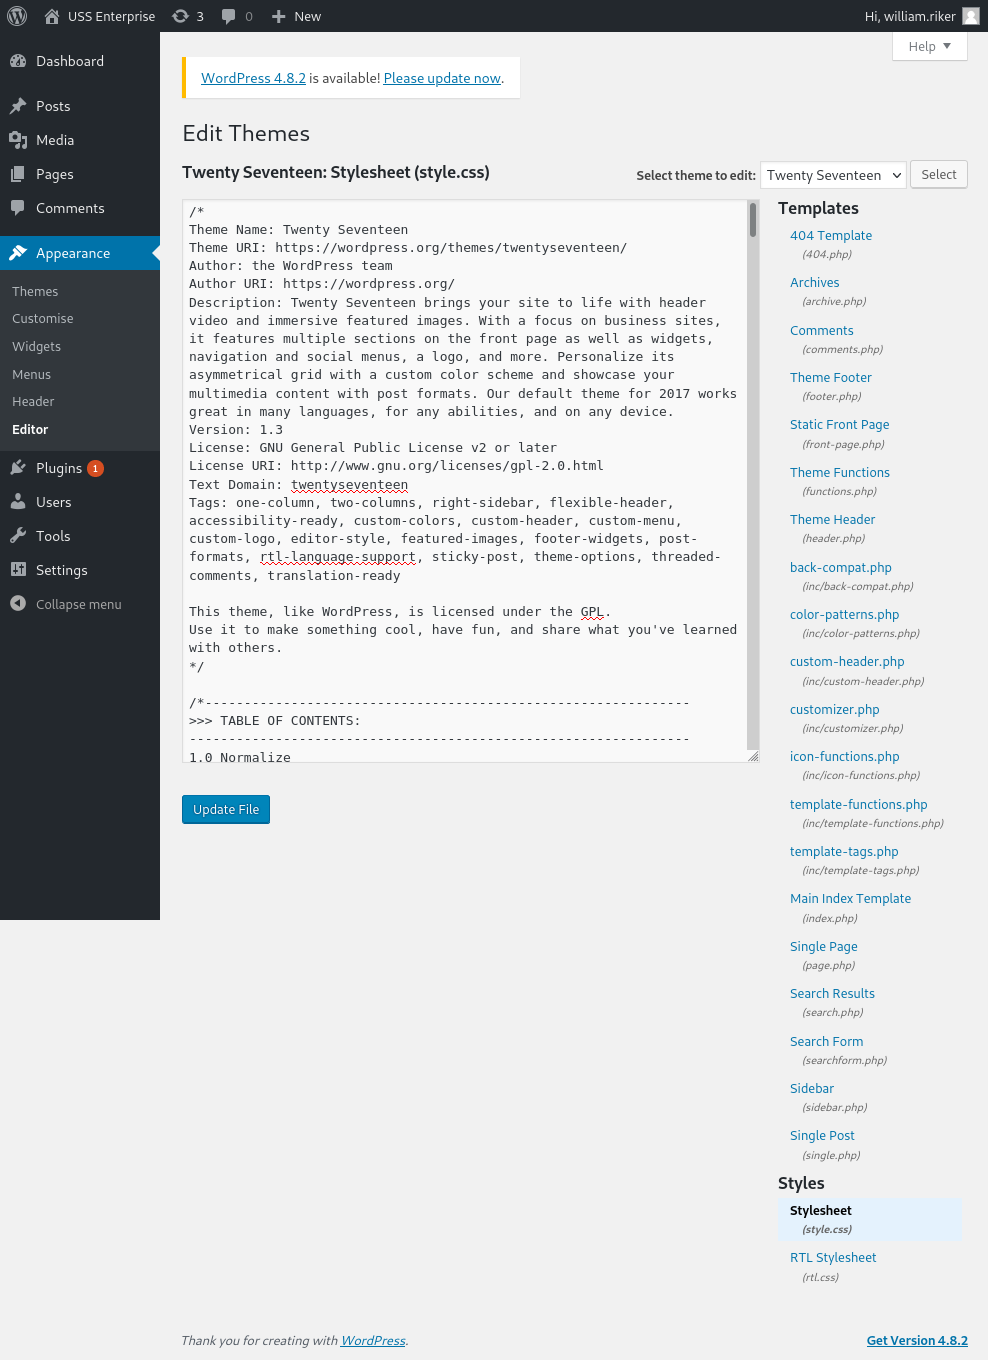 USS Enterprise 3 0 New Hi, william.riker
Help
Dashboard
Posts
Media
Pages
Comments
Appearance
Themes
Customise
Widgets
Menus
Header
Editor
Plugins 1
Users
Tools
Settings
Collapse menu
WordPress 4.8.2 is available! Please update now.
Edit Themes
Twenty Seventeen: Stylesheet (style.css)
Select theme to edit: Twenty Seventeen Select
/*
Theme Name: Twenty Seventeen
Theme URI: https://wordpress.org/themes/twentyseventeen/
Author: the WordPress team
Author URI: https://wordpress.org/
Description: Twenty Seventeen brings your site to life with header
video and immersive featured images. With a focus on business sites,
it features multiple sections on the front page as well as widgets,
navigation and social menus, a logo, and more. Personalize its
asymmetrical grid with a custom color scheme and showcase your
multimedia content with post formats. Our default theme for 2017 works
great in many languages, for any abilities, and on any device.
Version: 1.3
License: GNU General Public License v2 or later
License URI: http://www.gnu.org/licenses/gpl-2.0.html
Text Domain: twentyseventeen
Tags: one-column, two-columns, right-sidebar, flexible-header,
accessibility-ready, custom-colors, custom-header, custom-menu,
custom-logo, editor-style, featured-images, footer-widgets, post-
formats, rtl-language-support, sticky-post, theme-options, threaded-
comments, translation-ready
This theme, like WordPress, is licensed under the GPL.
Use it to make something cool, have fun, and share what you've learned
with others.
*/
/*--------------------------------------------------------------
>>> TABLE OF CONTENTS:
----------------------------------------------------------------
1.0 Normalize
Update File
Templates
404 Template
(404.php)
Archives
(archive.php)
Comments
(comments.php)
Theme Footer
(footer.php)
Static Front Page
(front-page.php)
Theme Functions
(functions.php)
Theme Header
(header.php)
back-compat.php
(inc/back-compat.php)
color-patterns.php
(inc/color-patterns.php)
custom-header.php
(inc/custom-header.php)
customizer.php
(inc/customizer.php)
icon-functions.php
(inc/icon-functions.php)
template-functions.php
(inc/template-functions.php)
template-tags.php
(inc/template-tags.php)
Main Index Template
(index.php)
Single Page
(page.php)
Search Results
(search.php)
Search Form
(searchform.php)
Sidebar
(sidebar.php)
Single Post
(single.php)
Styles
Stylesheet
(style.css)
RTL Stylesheet
(rtl.css)
Thank you for creating with WordPress.
Get Version 4.8.2